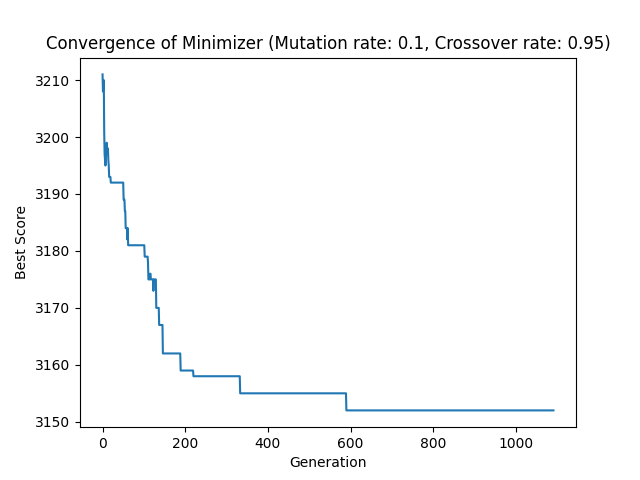 Convergence of Minimizer (Mutation rate: 0.1, Crossover rate: 0.95)
3210
3200
3190
3180
3170
3160
3150
Best Score
0 200 400 600 800 1000
Generation